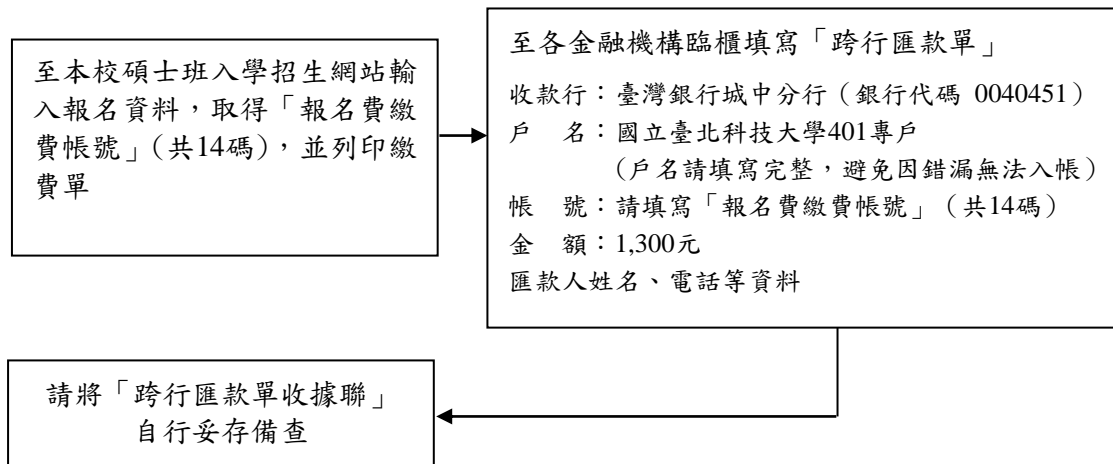 至本校碩士班入學招生網站輸
入報名資料，取得「報名費繳
費帳號」（共14碼），並列印繳
費單
至各金融機構臨櫃填寫「跨行匯款單」
收款行：臺灣銀行城中分行（銀行代碼 0040451）
戶　名：國立臺北科技大學401專戶
(戶名請填寫完整，避免因錯漏無法入帳）
帳　號：請填寫「報名費繳費帳號」（共14碼）
金　額：1,300元
匯款人姓名、電話等資料
請將「跨行匯款單收據聯」
自行妥存備查